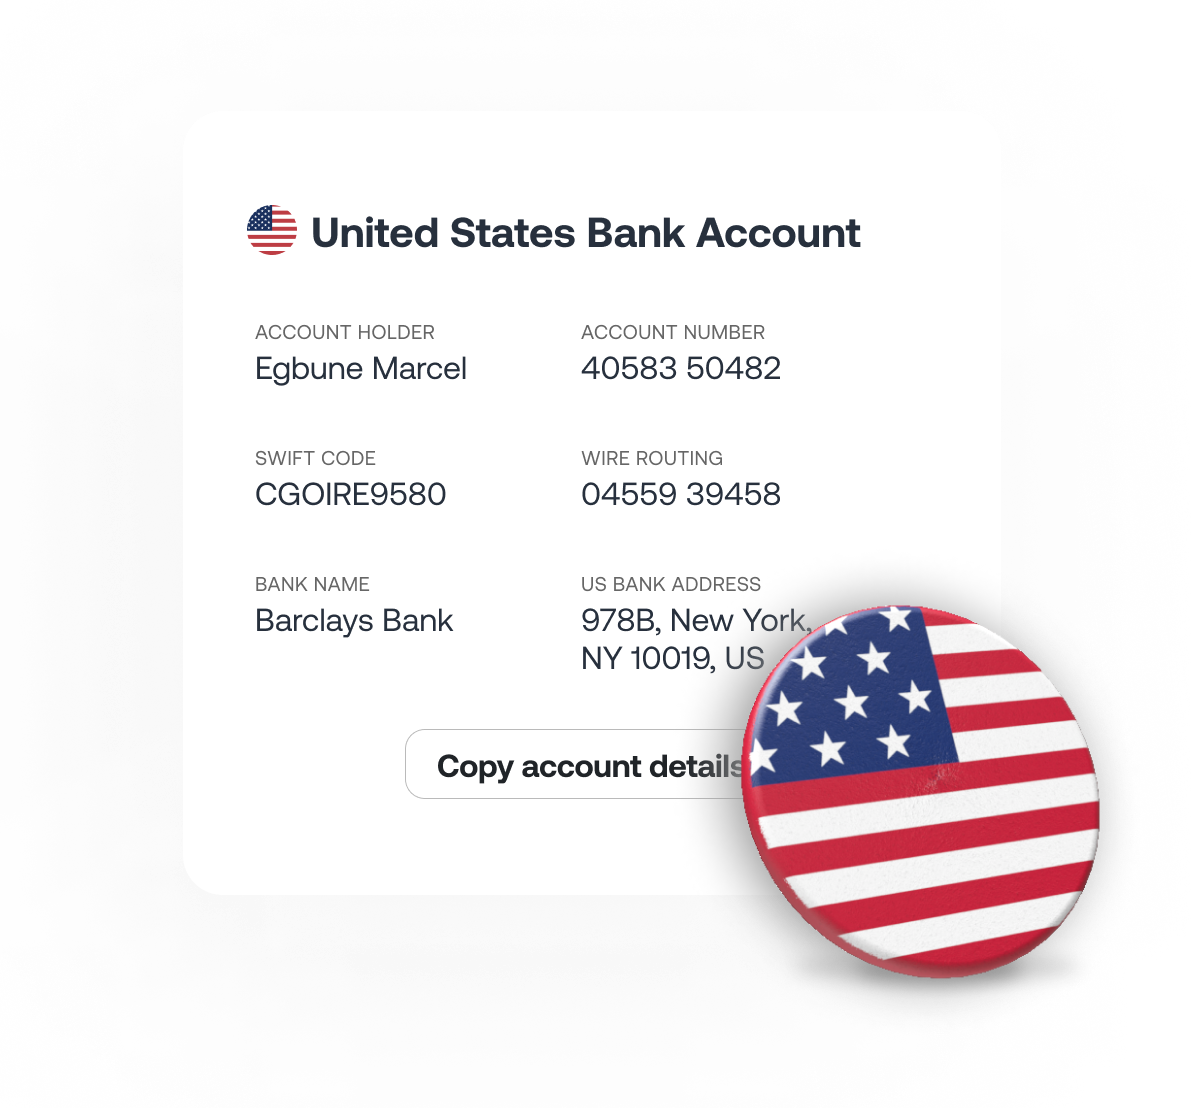 United States Bank Account
ACCOUNT HOLDER
Egbune Marcel
ACCOUNT NUMBER
40583 50482
SWIFT CODE
CGOIRE9580
WIRE ROUTING
04559 39458
BANK NAME
Barclays Bank
US BANK ADDRESS
978B, New York,
NY 10019, US
Copy account details